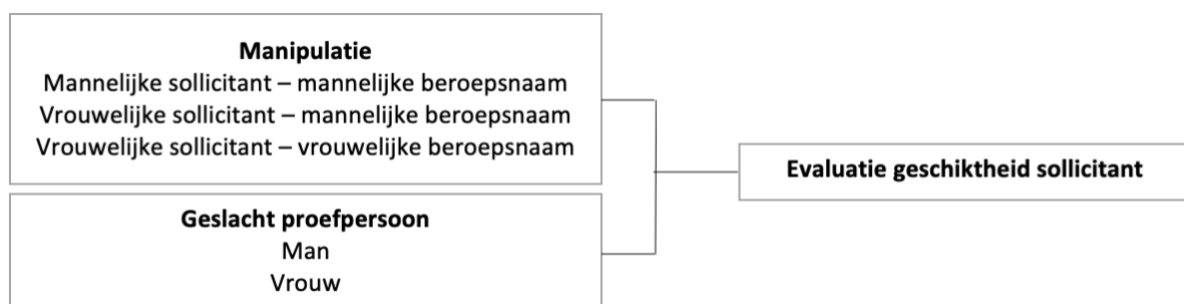 Manipulatie
Mannelijke sollicitant – mannelijke beroepsnaam
Vrouwelijke sollicitant – mannelijke beroepsnaam
Vrouwelijke sollicitant – vrouwelijke beroepsnaam
Evaluatie geschiktheid sollicitant
Geslacht proefpersoon
Man
Vrouw